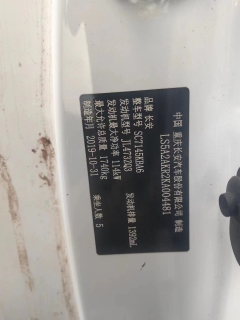 中国 重庆长安汽车股份有限公司 制造
LS5A2AKR2KA004481
品牌 长安
整车型号 SC7145KDA6
发动机型号 JL473ZQ3 发动机排量 1392mL
发动机最大净功率 114kW
最大允许总质量 1740kg 乘坐人数 5
制造年月 2019-10-31